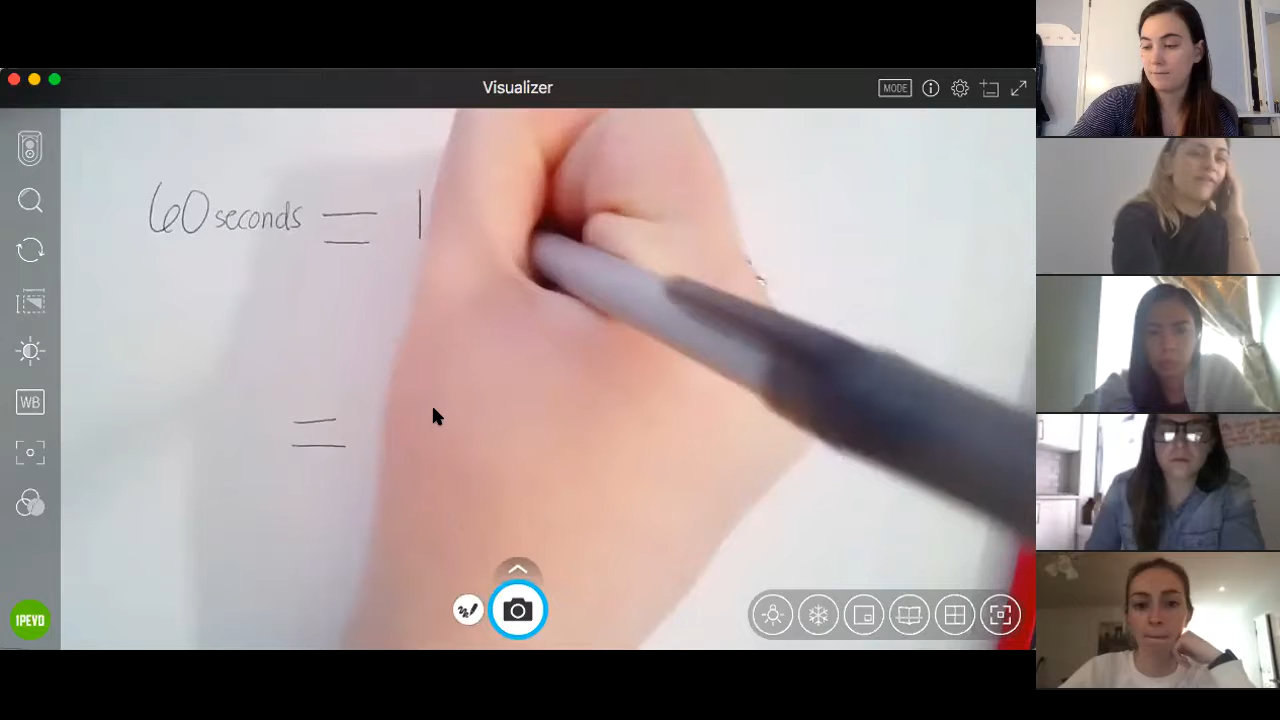 Visualizer
MODE
60 seconds = 1
=
WB
IPEVO